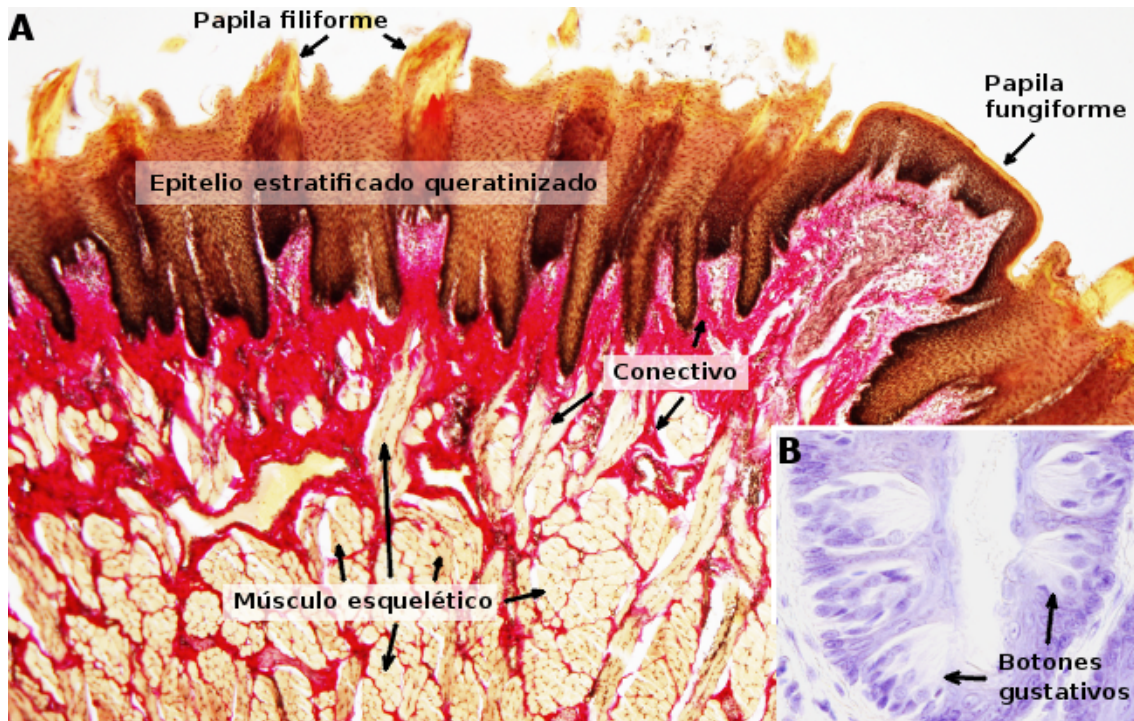 A
Papila filiforme
Papila
fungiforme
Epitelio estratificado queratinizado
Conectivo
Músculo esquelético
B
Botones
gustativos